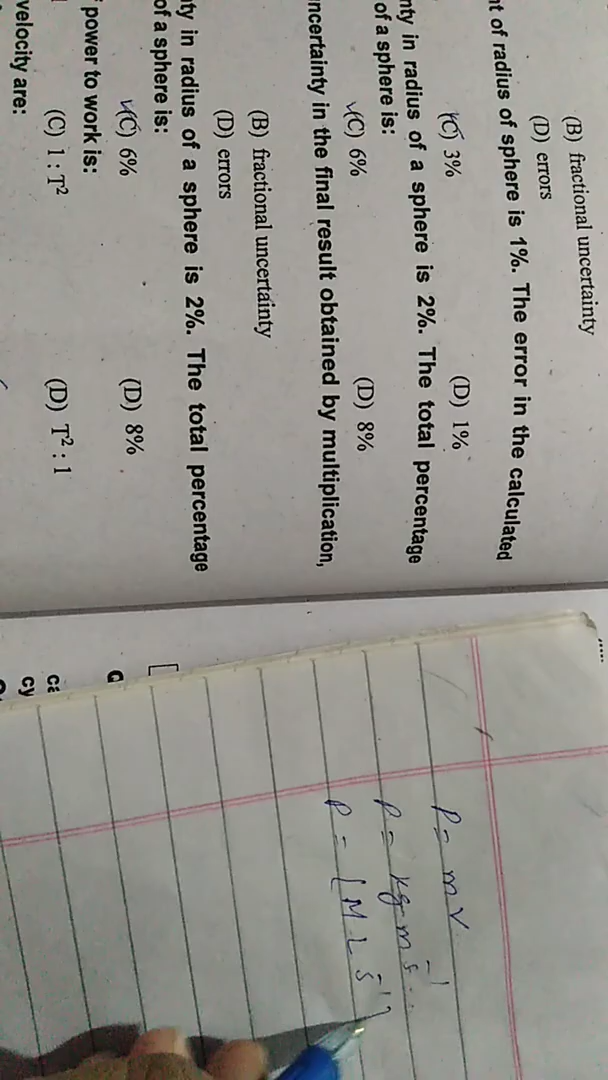 (B) fractional uncertainty
(D) errors
nt of radius of sphere is 1%. The error in the calculated
(C) 3%
(D) 1%
nty in radius of a sphere is 2%. The total percentage
of a sphere is:
(C) 6%
(D) 8%
ncertainty in the final result obtained by multiplication,
(B) fractional uncertainty
(D) errors
ty in radius of a sphere is 2%. The total percentage
of a sphere is:
(C) 6%
(D) 8%
power to work is:
(C) 1 : T²
(D) T² : 1
velocity are:
P = mv
P = kg m s⁻¹
P = [M L S⁻¹]